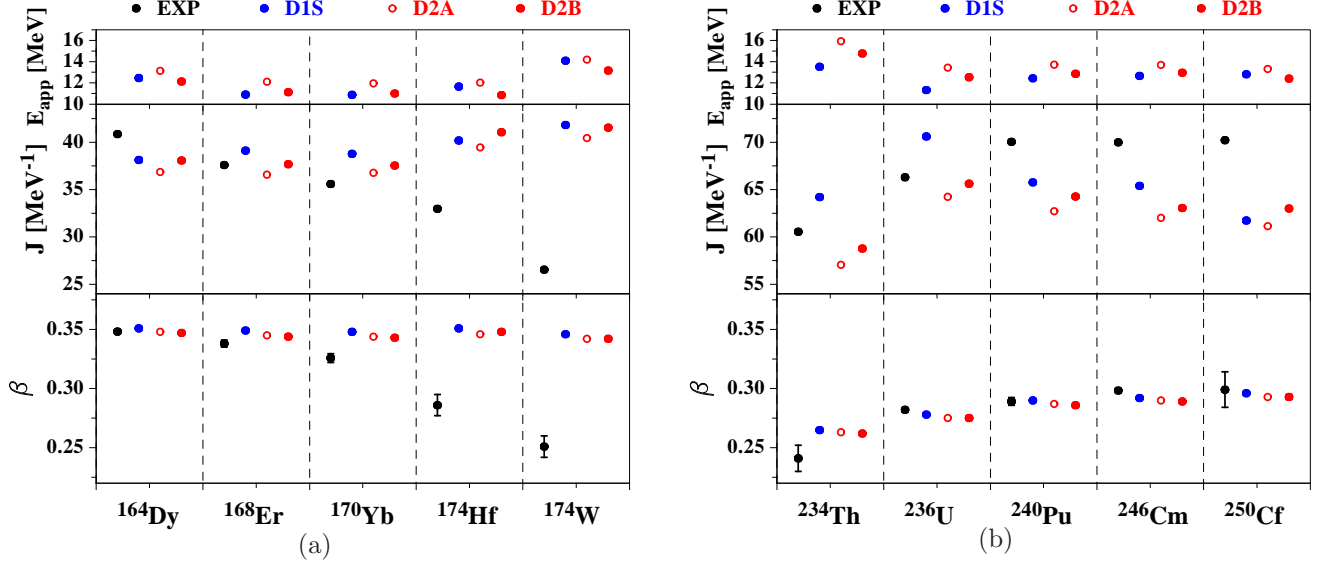 EXP D1S D2A D2B
E_app [MeV]
16
14
12
10
J [MeV⁻¹]
40
35
30
25
β
0.35
0.30
0.25
¹⁶⁴Dy ¹⁶⁸Er ¹⁷⁰Yb ¹⁷⁴Hf ¹⁷⁴W
(a)
EXP D1S D2A D2B
E_app [MeV]
16
14
12
10
J [MeV⁻¹]
70
65
60
55
β
0.35
0.30
0.25
²³⁴Th ²³⁶U ²⁴⁰Pu ²⁴⁶Cm ²⁵⁰Cf
(b)